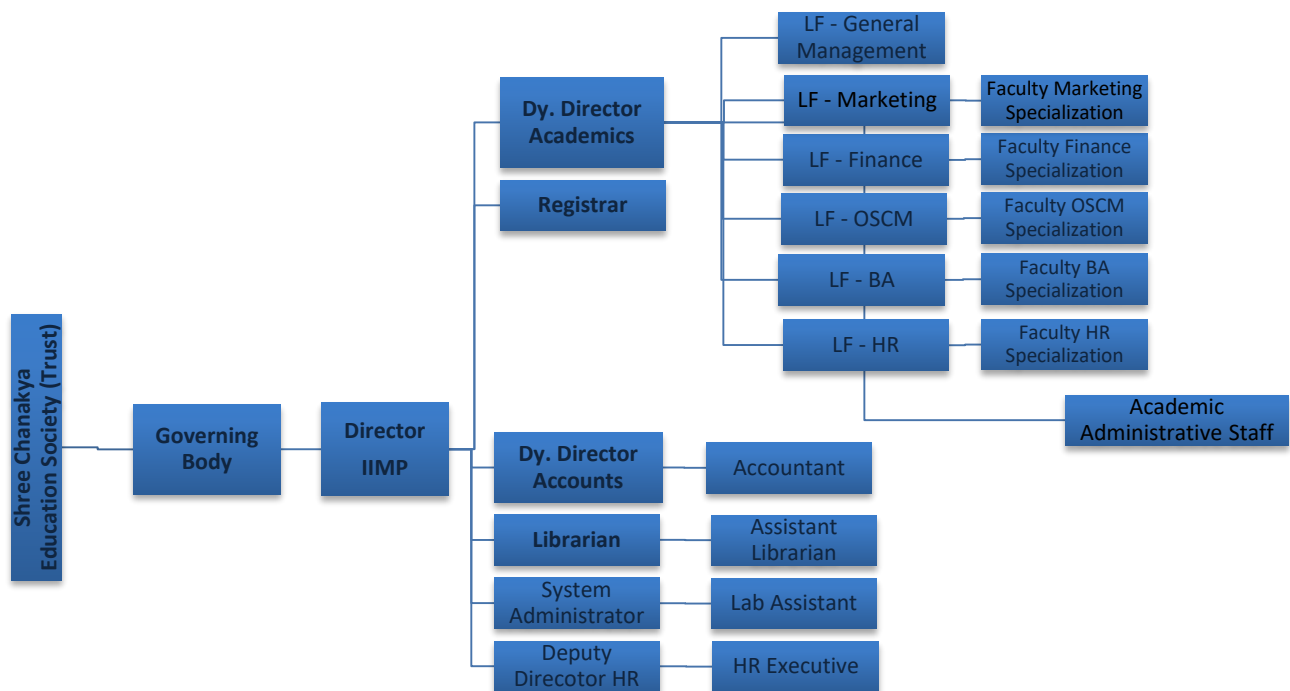 Shree Chanakya
Education Society (Trust)
Governing
Body
Director
IIMP
Dy. Director
Academics
Registrar
LF - General
Management
LF - Marketing
Faculty Marketing
Specialization
LF - Finance
Faculty Finance
Specialization
LF - OSCM
Faculty OSCM
Specialization
LF - BA
Faculty BA
Specialization
LF - HR
Faculty HR
Specialization
Academic
Administrative Staff
Dy. Director
Accounts
Accountant
Librarian
Assistant
Librarian
System
Administrator
Lab Assistant
Deputy
Direcotor HR
HR Executive